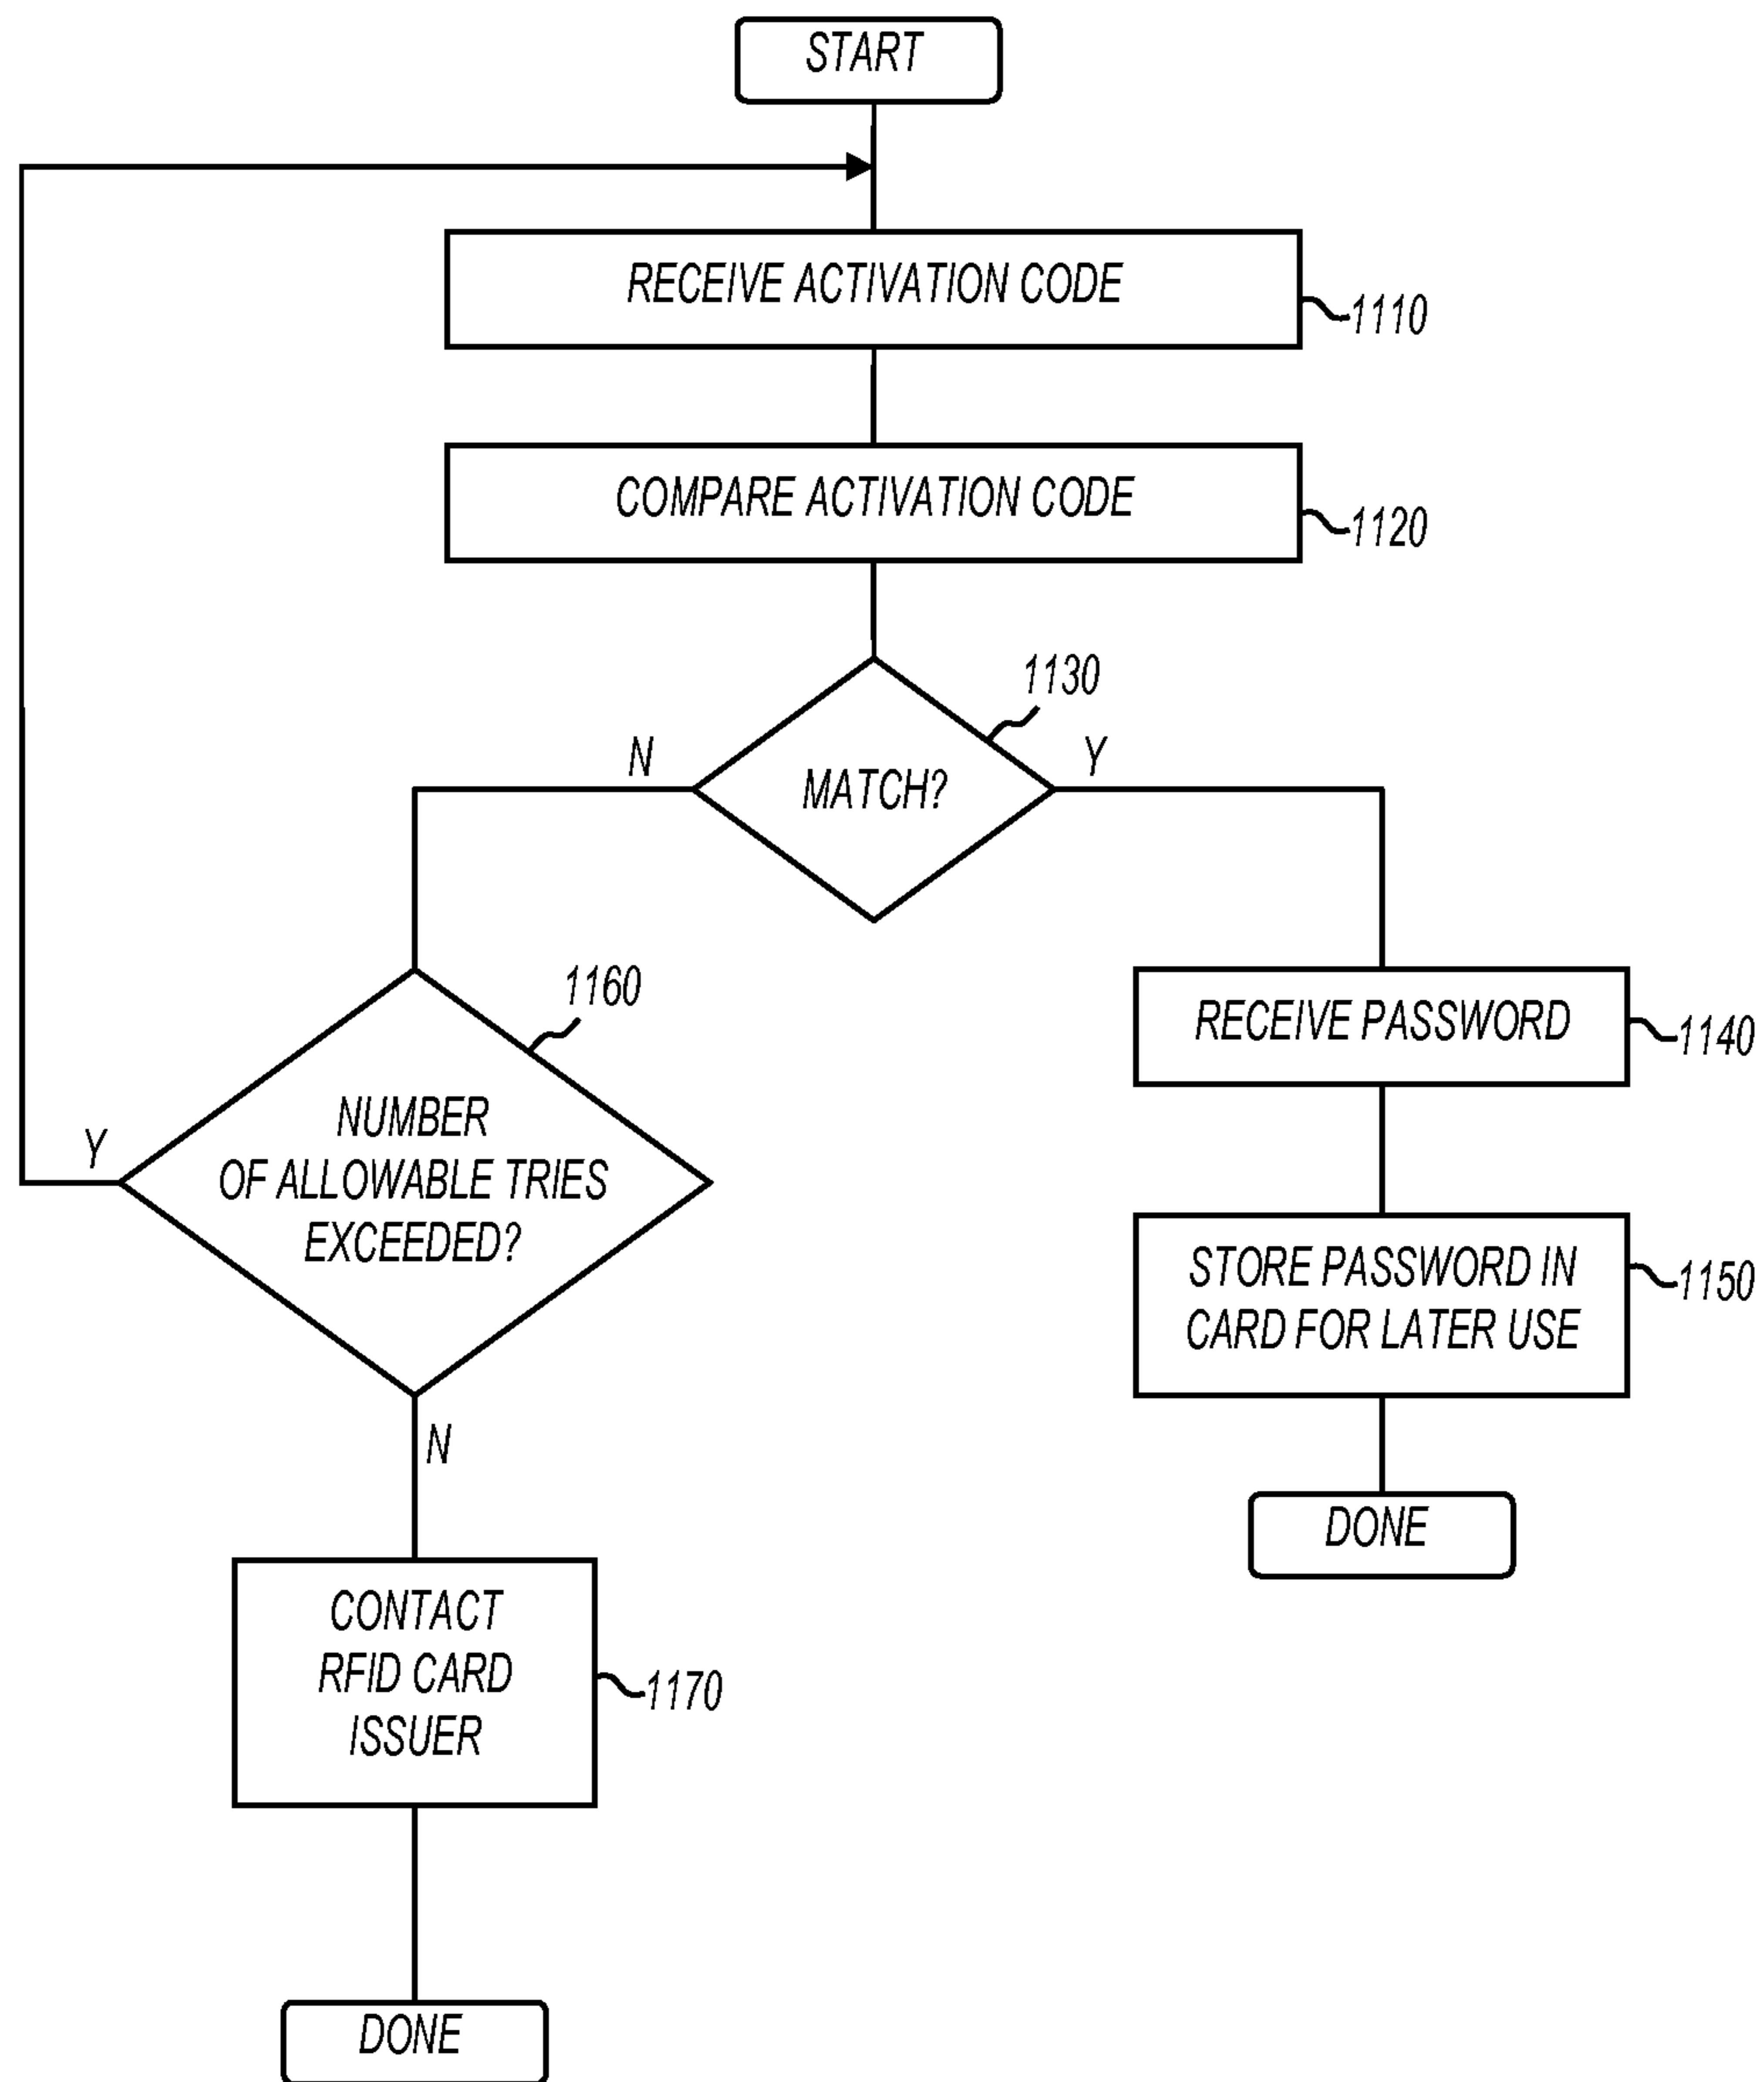 START
RECEIVE ACTIVATION CODE
1110
COMPARE ACTIVATION CODE
1120
1130
N
MATCH?
Y
1160
NUMBER
OF ALLOWABLE TRIES
EXCEEDED?
Y
N
RECEIVE PASSWORD
1140
STORE PASSWORD IN
CARD FOR LATER USE
1150
DONE
CONTACT
RFID CARD
ISSUER
1170
DONE